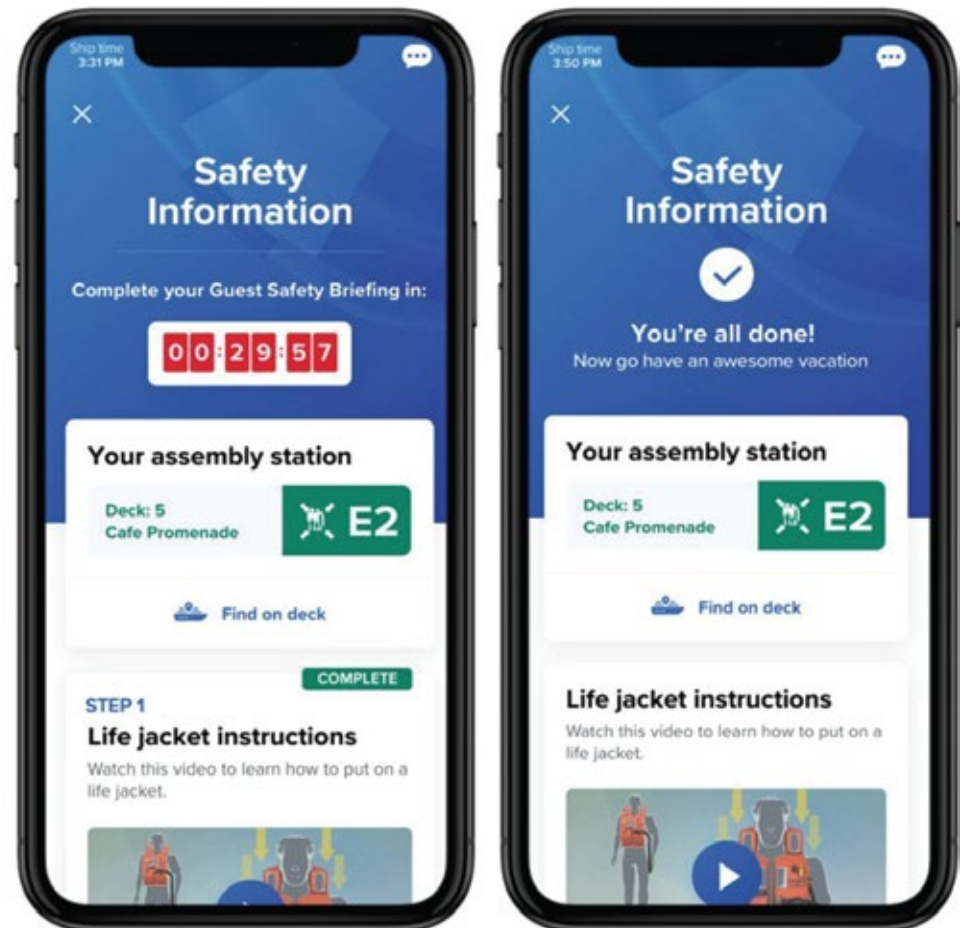 Ship time
3:31 PM
Safety
Information
Complete your Guest Safety Briefing in:
00:29:57
Your assembly station
Deck: 5
Cafe Promenade
E2
Find on deck
COMPLETE
STEP 1
Life jacket instructions
Watch this video to learn how to put on a
life jacket.
Ship time
3:50 PM
Safety
Information
You're all done!
Now go have an awesome vacation
Your assembly station
Deck: 5
Cafe Promenade
E2
Find on deck
Life jacket instructions
Watch this video to learn how to put on a
life jacket.